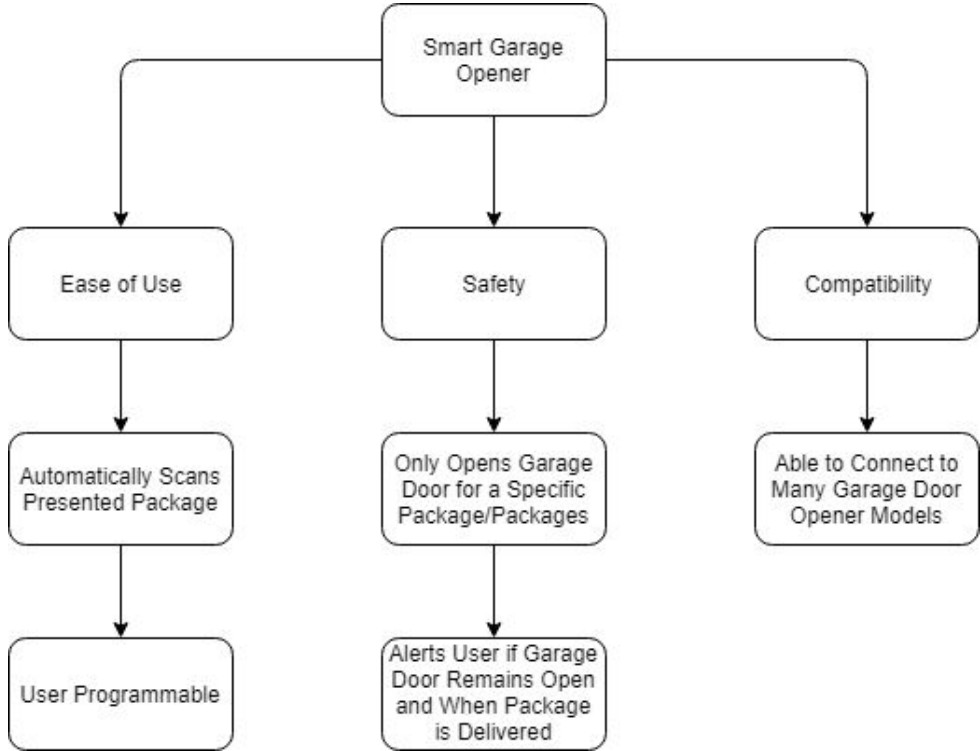 Smart Garage
Opener
Ease of Use
Safety
Compatibility
Automatically Scans
Presented Package
Only Opens Garage
Door for a Specific
Package/Packages
Able to Connect to
Many Garage Door
Opener Models
User Programmable
Alerts User if Garage
Door Remains Open
and When Package
is Delivered